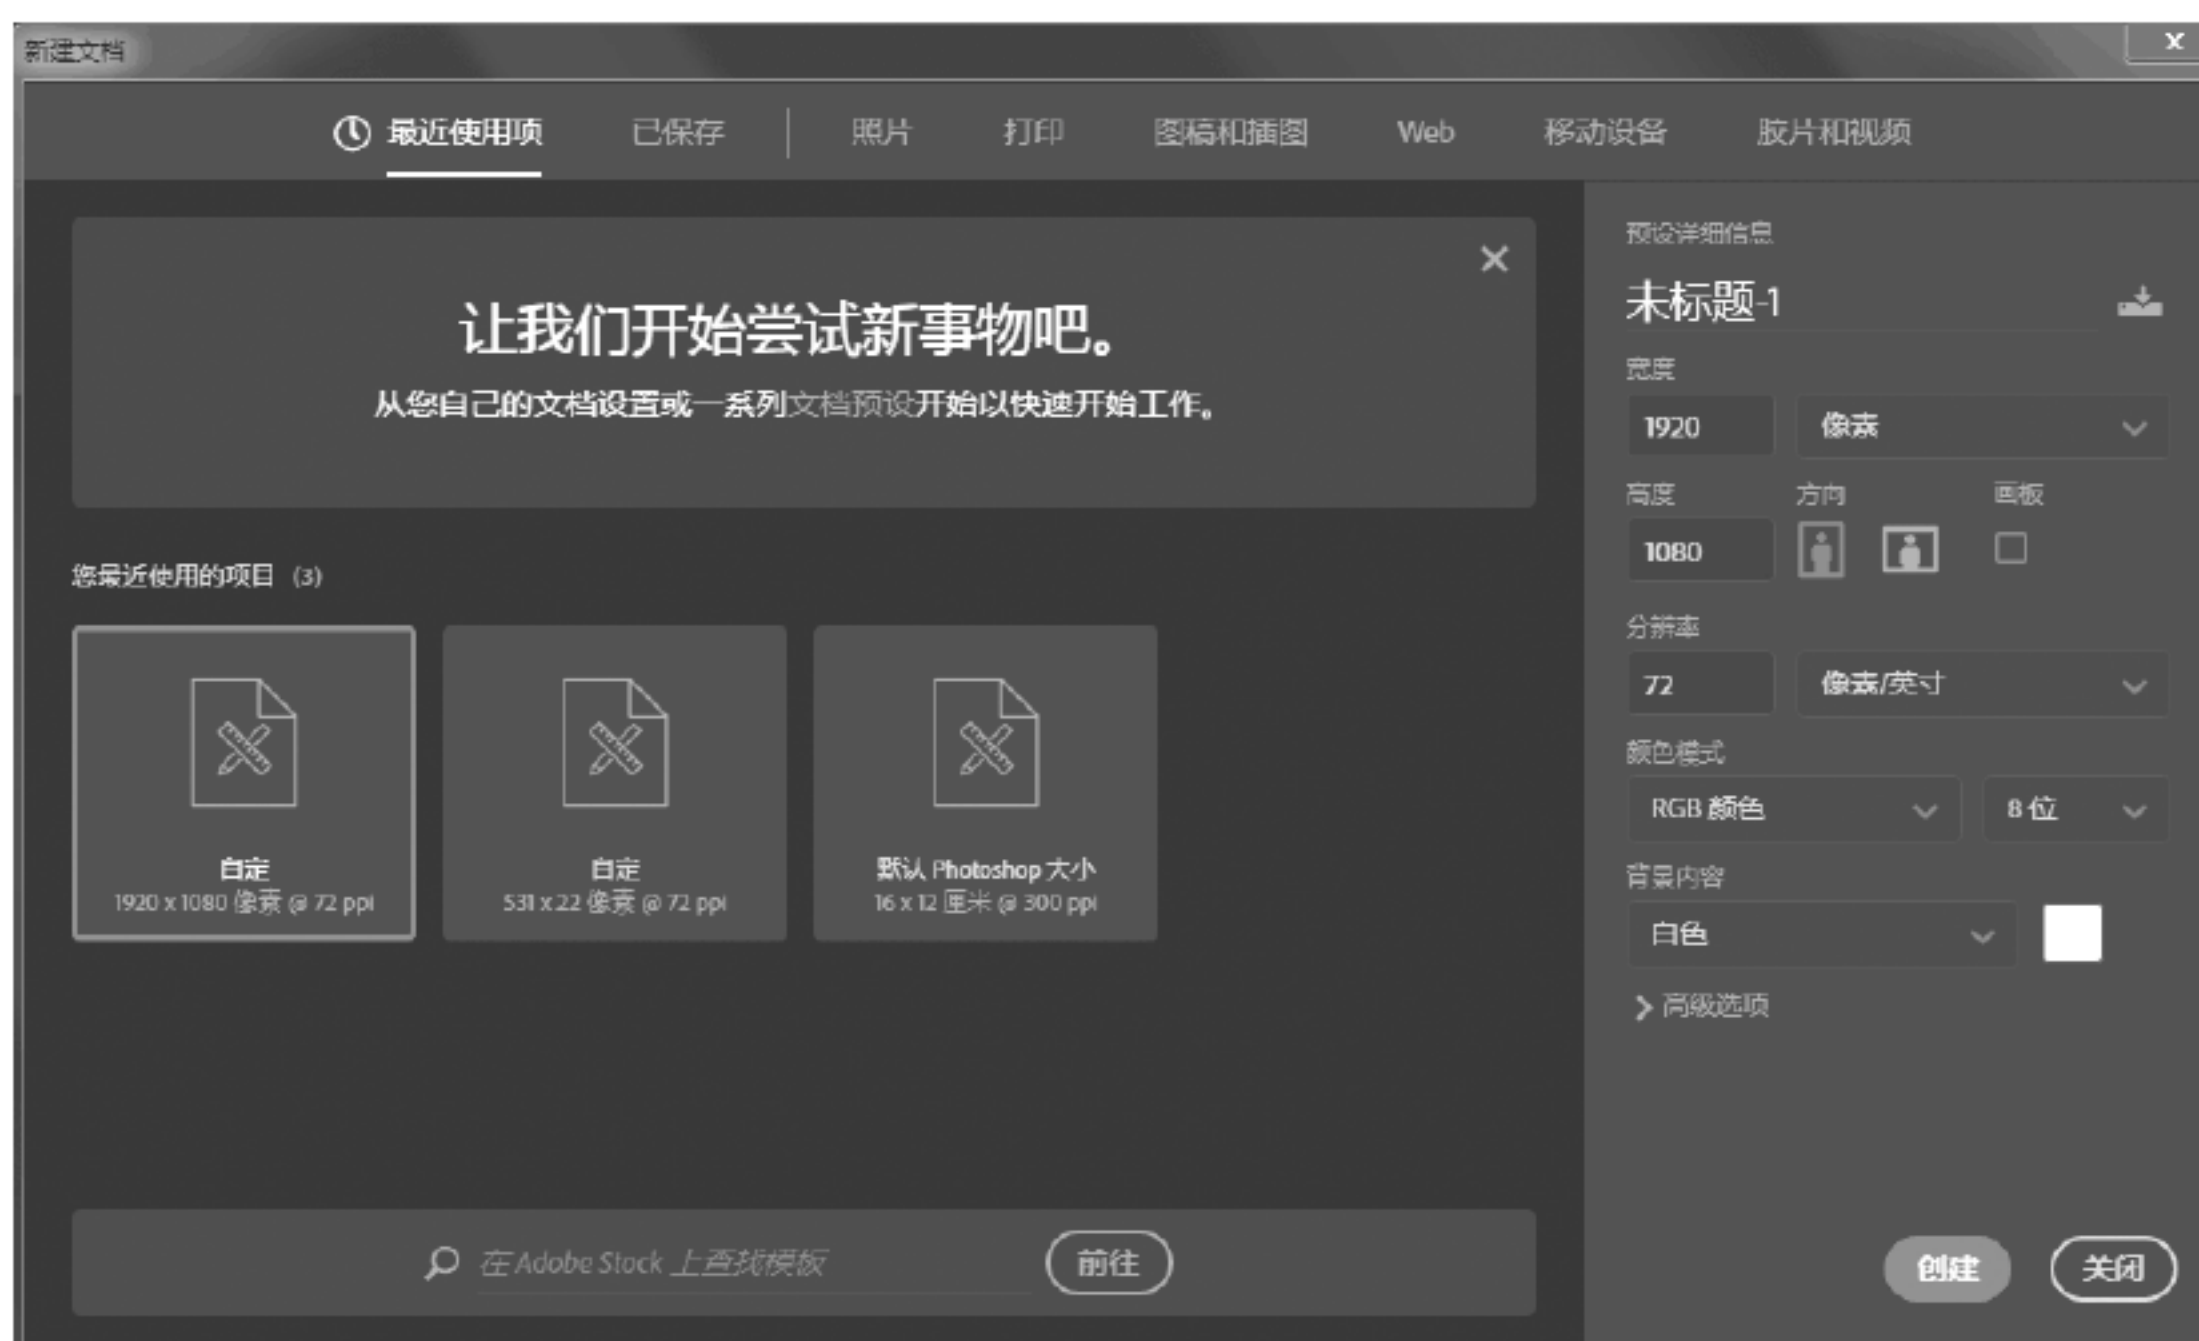 新建文档
最近使用项 已保存 照片 打印 图稿和插图 Web 移动设备 胶片和视频
让我们开始尝试新事物吧。
从您自己的文档设置或一系列文档预设开始以快速开始工作。
您最近使用的项目 (3)
自定
1920 x 1080 像素 @ 72 ppi
自定
531 x 22 像素 @ 72 ppi
默认 Photoshop 大小
16 x 12 厘米 @ 300 ppi
在 Adobe Stock 上查找模板
前往
预设详细信息
未标题-1
宽度
1920 像素
高度 方向 画板
1080
分辨率
72 像素/英寸
颜色模式
RGB 颜色 8 位
背景内容
白色
高级选项
创建 关闭